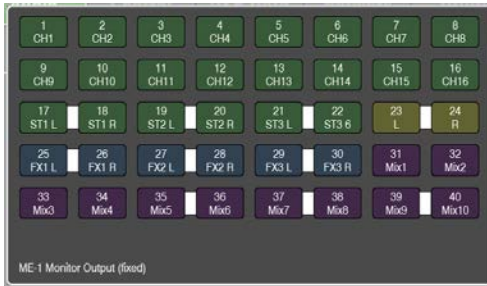 1 2 3 4 5 6 7 8
CH1 CH2 CH3 CH4 CH5 CH6 CH7 CH8
9 10 11 12 13 14 15 16
CH9 CH10 CH11 CH12 CH13 CH14 CH15 CH16
17 18 19 20 21 22 23 24
ST1 L ST1 R ST2 L ST2 R ST3 L ST3 6 L R
25 26 27 28 29 30 31 32
FX1 L FX1 R FX2 L FX2 R FX3 L FX3 R Mix1 Mix2
33 34 35 36 37 38 39 40
Mix3 Mix4 Mix5 Mix6 Mix7 Mix8 Mix9 Mix10
ME-1 Monitor Output (fixed)